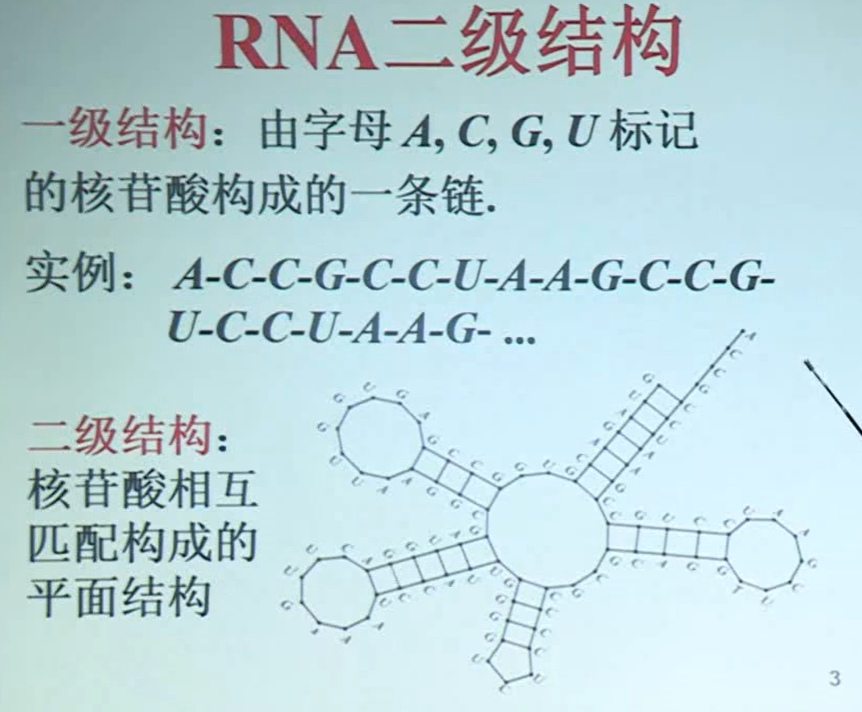 RNA二级结构
一级结构：由字母 A, C, G, U 标记
的核苷酸构成的一条链.
实例： A-C-C-G-C-C-U-A-A-G-C-C-G-
U-C-C-U-A-A-G- ...
二级结构：
核苷酸相互
匹配构成的
平面结构
3